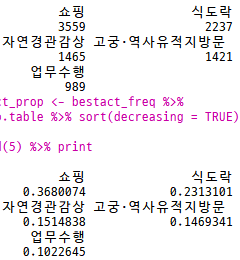 쇼핑 식도락
3559 2237
자연경관감상 고궁·역사유적지방문
1465 1421
업무수행
989
ct_prop <- bestact_freq %>%
p.table %>% sort(decreasing = TRUE)
d(5) %>% print
쇼핑 식도락
0.3680074 0.2313101
자연경관감상 고궁·역사유적지방문
0.1514838 0.1469341
업무수행
0.1022645